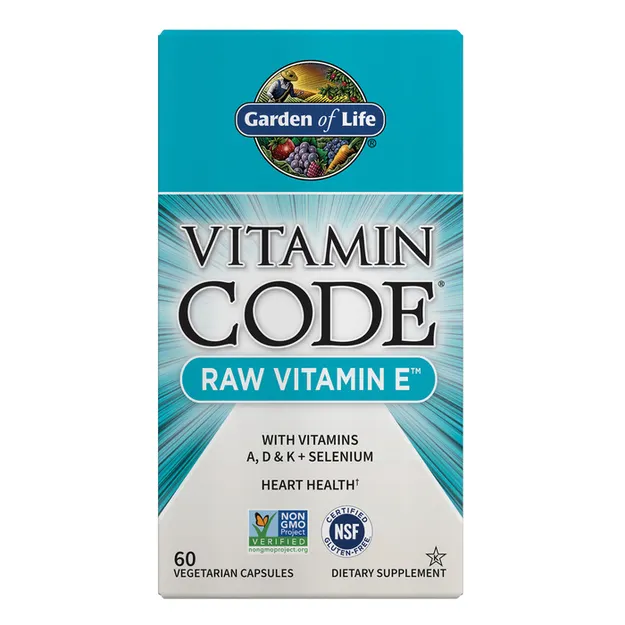 Garden of Life®
VITAMIN
CODE®
RAW VITAMIN E™
WITH VITAMINS
A, D & K + SELENIUM
HEART HEALTH†
NON
GMO
Project
VERIFIED
nongmoproject.org
CERTIFIED
NSF
GLUTEN-FREE
60
VEGETARIAN CAPSULES
DIETARY SUPPLEMENT